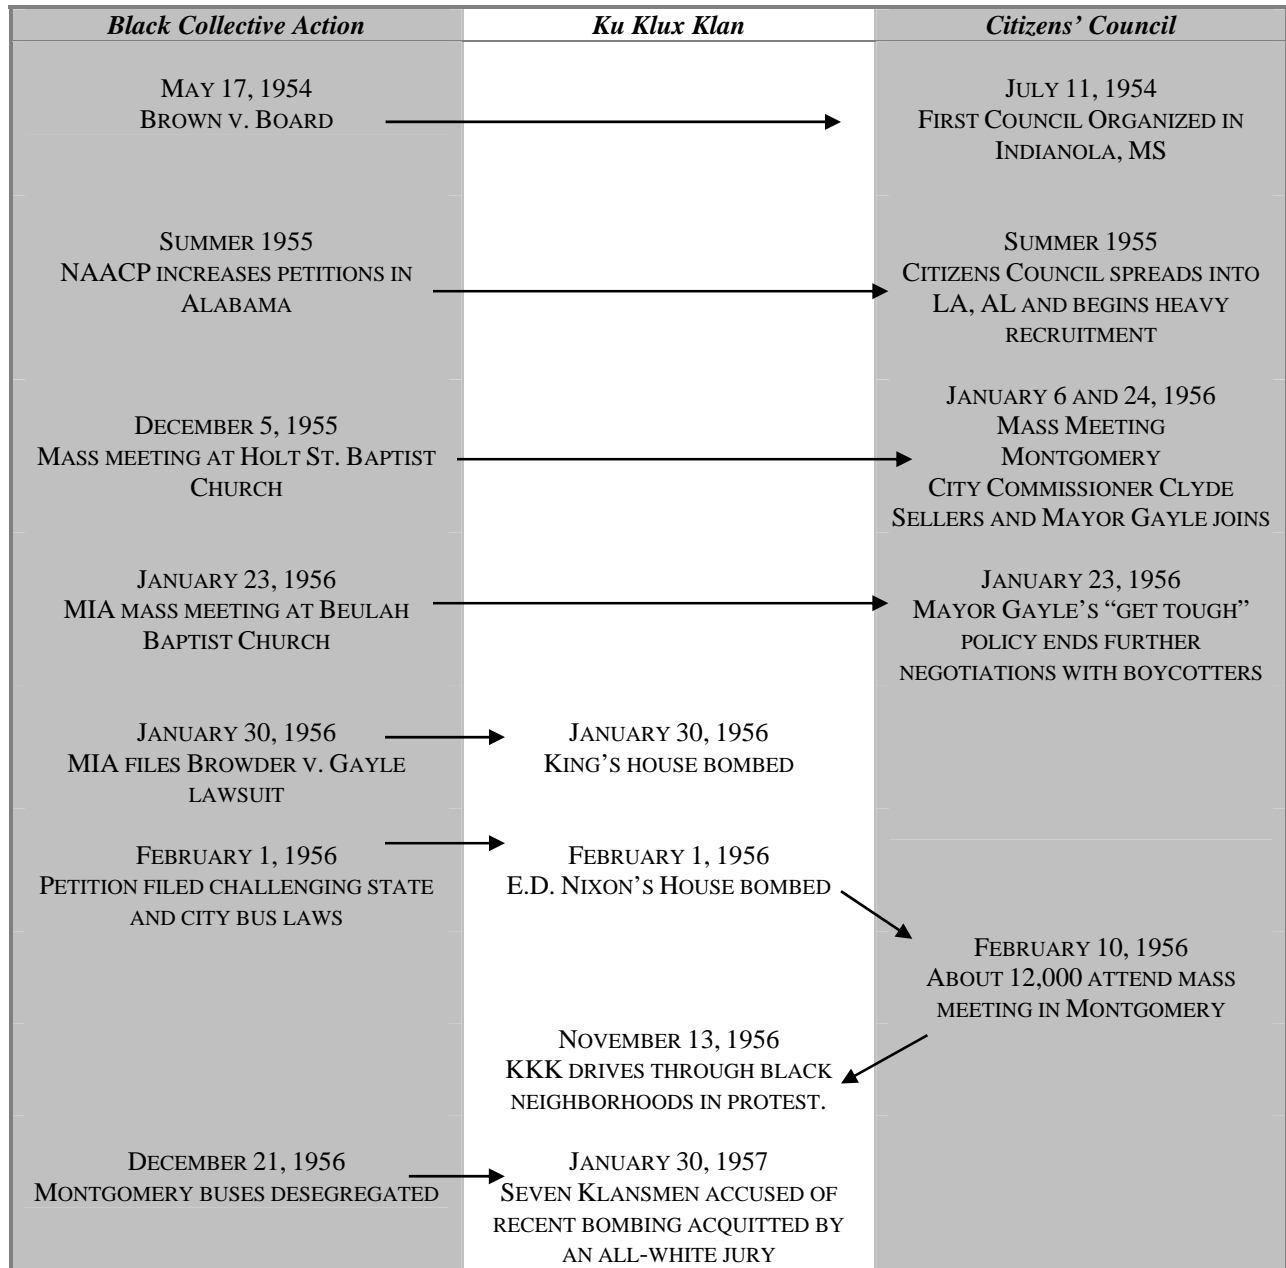 Black Collective Action
Ku Klux Klan
Citizens' Council
MAY 17, 1954
BROWN V. BOARD
JULY 11, 1954
FIRST COUNCIL ORGANIZED IN
INDIANOLA, MS
SUMMER 1955
NAACP INCREASES PETITIONS IN
ALABAMA
SUMMER 1955
CITIZENS COUNCIL SPREADS INTO
LA, AL AND BEGINS HEAVY
RECRUITMENT
DECEMBER 5, 1955
MASS MEETING AT HOLT ST. BAPTIST
CHURCH
JANUARY 6 AND 24, 1956
MASS MEETING
MONTGOMERY
CITY COMMISSIONER CLYDE
SELLERS AND MAYOR GAYLE JOINS
JANUARY 23, 1956
MIA MASS MEETING AT BEULAH
BAPTIST CHURCH
JANUARY 23, 1956
MAYOR GAYLE'S “GET TOUGH”
POLICY ENDS FURTHER
NEGOTIATIONS WITH BOYCOTTERS
JANUARY 30, 1956
MIA FILES BROWDER V. GAYLE
LAWSUIT
JANUARY 30, 1956
KING'S HOUSE BOMBED
FEBRUARY 1, 1956
PETITION FILED CHALLENGING STATE
AND CITY BUS LAWS
FEBRUARY 1, 1956
E.D. NIXON'S HOUSE BOMBED
FEBRUARY 10, 1956
ABOUT 12,000 ATTEND MASS
MEETING IN MONTGOMERY
NOVEMBER 13, 1956
KKK DRIVES THROUGH BLACK
NEIGHBORHOODS IN PROTEST.
DECEMBER 21, 1956
MONTGOMERY BUSES DESEGREGATED
JANUARY 30, 1957
SEVEN KLANSMEN ACCUSED OF
RECENT BOMBING ACQUITTED BY
AN ALL-WHITE JURY